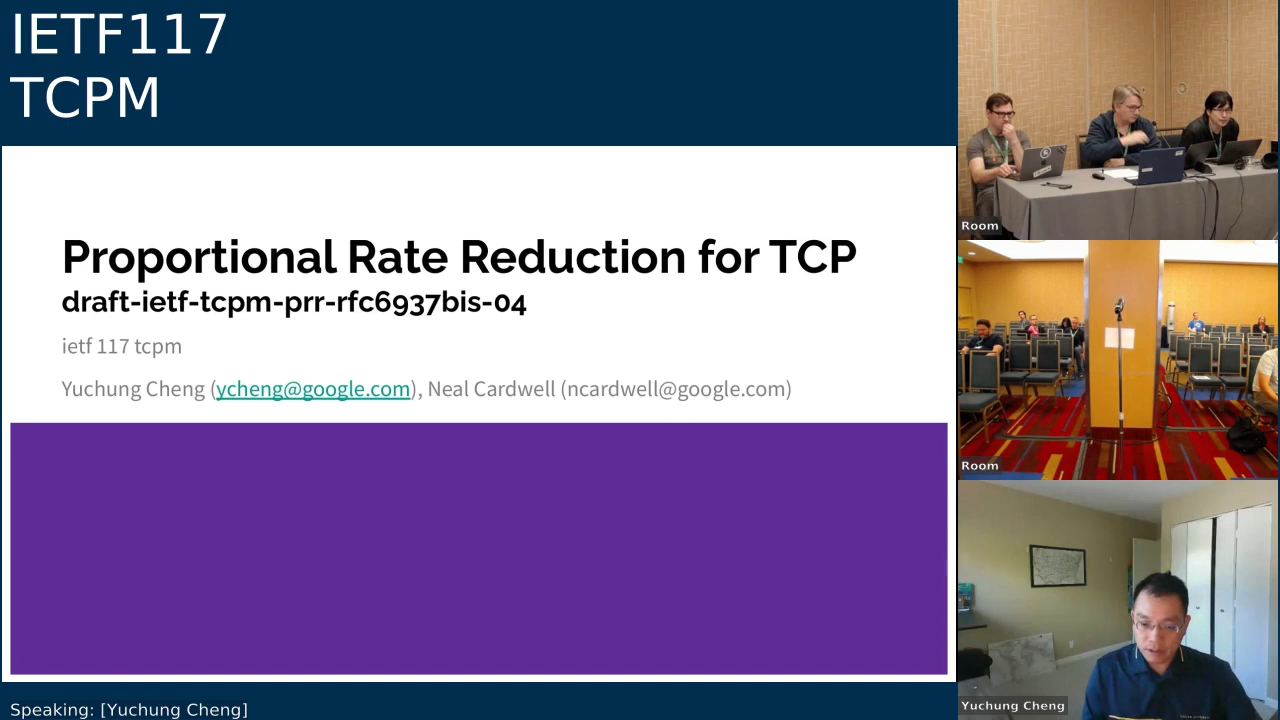 IETF117
TCPM
Proportional Rate Reduction for TCP
draft-ietf-tcpm-prr-rfc6937bis-04
ietf 117 tcpm
Yuchung Cheng (ycheng@google.com), Neal Cardwell (ncardwell@google.com)
Speaking: [Yuchung Cheng]
Room
Room
Yuchung Cheng